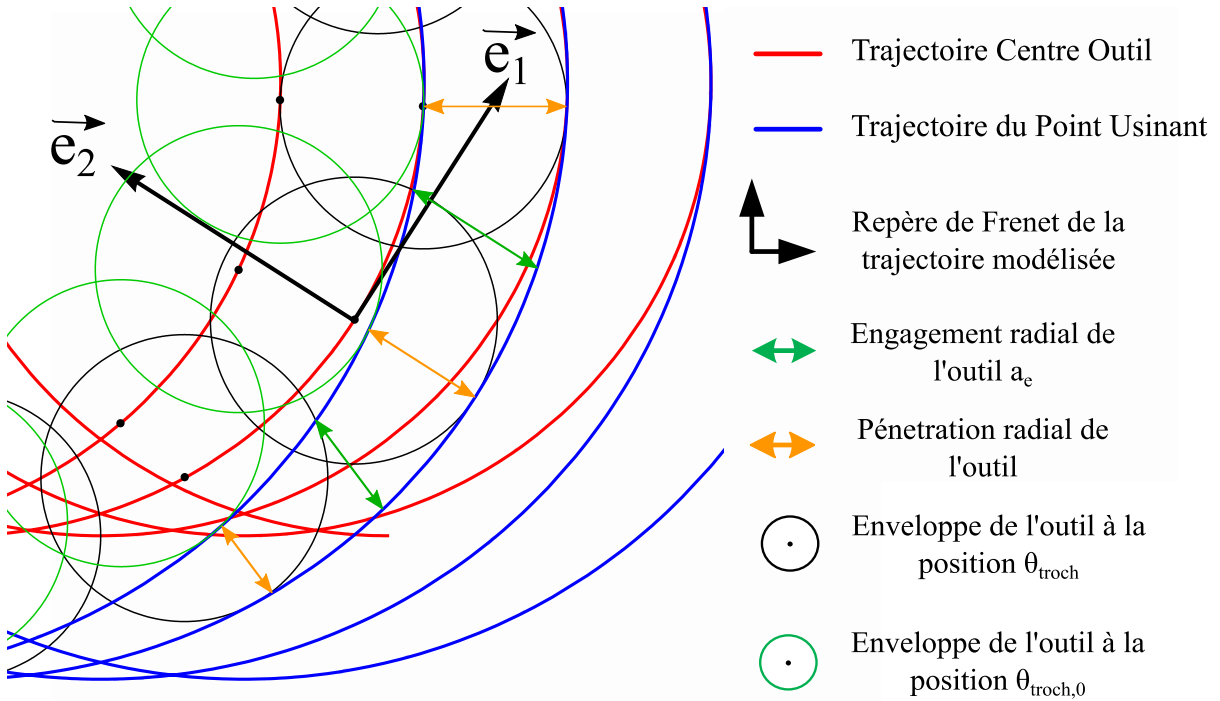 e₁
e₂
Trajectoire Centre Outil
Trajectoire du Point Usinant
Repère de Frenet de la
trajectoire modélisée
Engagement radial de
l'outil aₑ
Pénetration radial de
l'outil
Enveloppe de l'outil à la
position θtroch
Enveloppe de l'outil à la
position θtroch,0